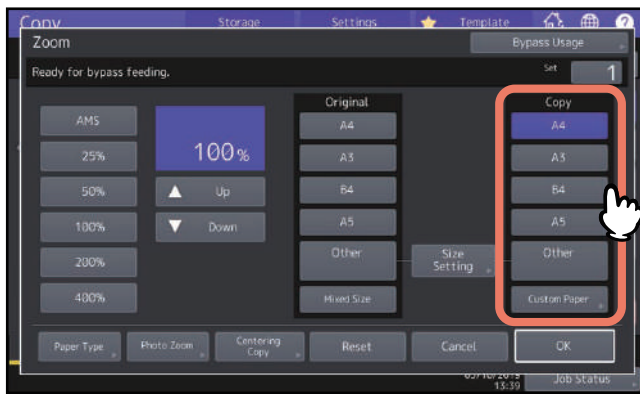 Copy Storage Settings Template
Zoom Bypass Usage
Ready for bypass feeding. Set 1
Original Copy
AMS A4 A4
25% 100% A3 A3
50% Up B4 B4
100% Down A5 A5
200% Other Size Setting Other
400% Mixed Size Custom Paper
Paper Type Photo Zoom Centering Copy Reset Cancel OK
13:39 Job Status